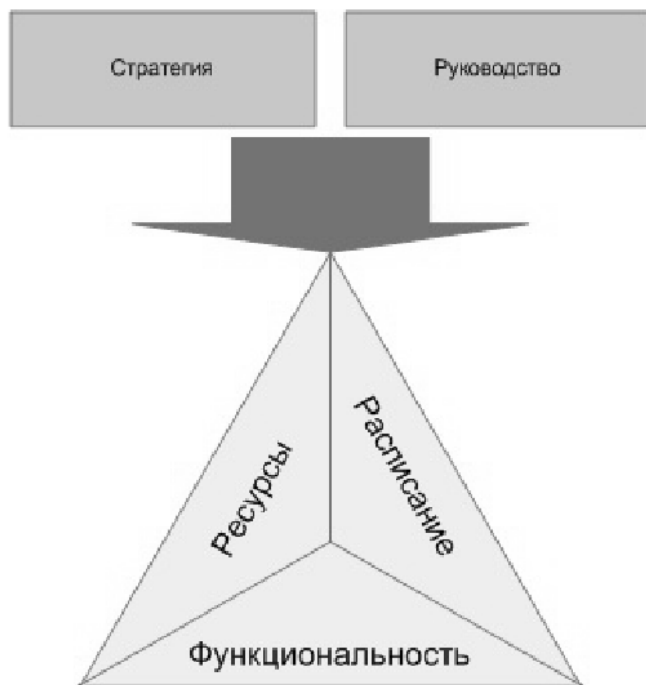 Стратегия
Руководство
Ресурсы
Расписание
Функциональность